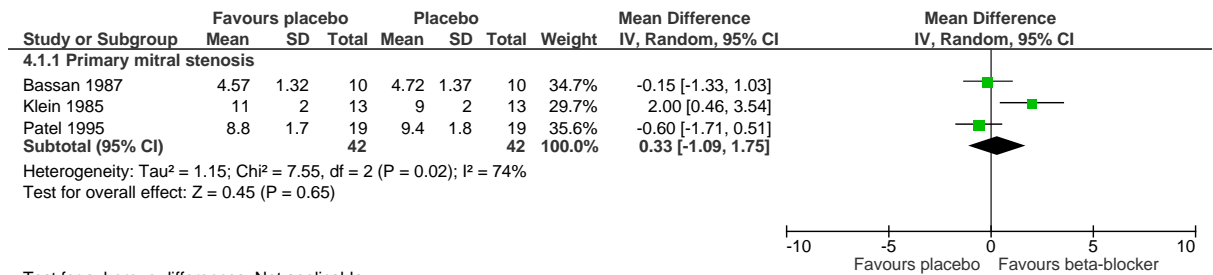 Favours placebo Placebo Mean Difference Mean Difference
Study or Subgroup Mean SD Total Mean SD Total Weight IV, Random, 95% CI IV, Random, 95% CI
4.1.1 Primary mitral stenosis
Bassan 1987 4.57 1.32 10 4.72 1.37 10 34.7% -0.15 [-1.33, 1.03]
Klein 1985 11 2 13 9 2 13 29.7% 2.00 [0.46, 3.54]
Patel 1995 8.8 1.7 19 9.4 1.8 19 35.6% -0.60 [-1.71, 0.51]
Subtotal (95% CI) 42 42 100.0% 0.33 [-1.09, 1.75]
Heterogeneity: Tau² = 1.15; Chi² = 7.55, df = 2 (P = 0.02); I² = 74%
Test for overall effect: Z = 0.45 (P = 0.65)
-10 -5 0 5 10
Favours placebo Favours beta-blocker